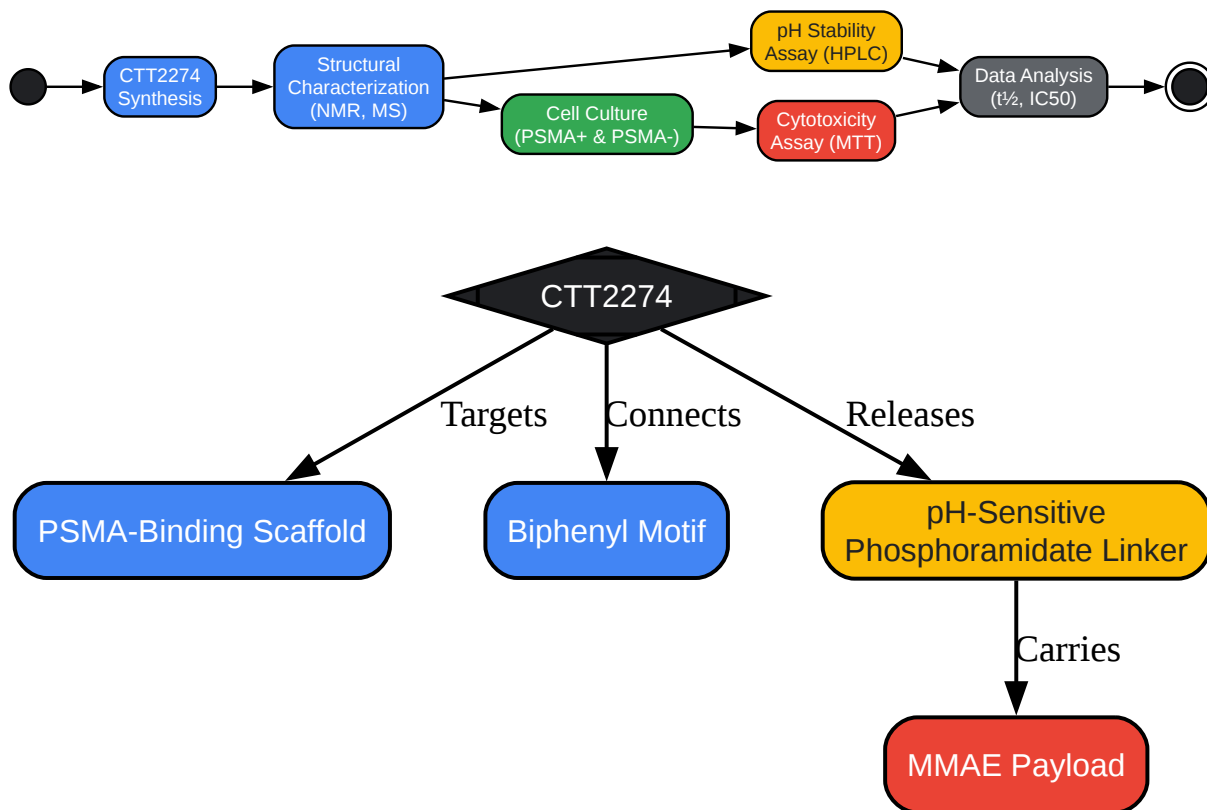 CTT2274
Synthesis
Structural
Characterization
(NMR, MS)
pH Stability
Assay (HPLC)
Cell Culture
(PSMA+ & PSMA-)
Cytotoxicity
Assay (MTT)
Data Analysis
(t½, IC50)
CTT2274
Targets
Connects
Releases
PSMA-Binding Scaffold
Biphenyl Motif
pH-Sensitive
Phosphoramidate Linker
Carries
MMAE Payload